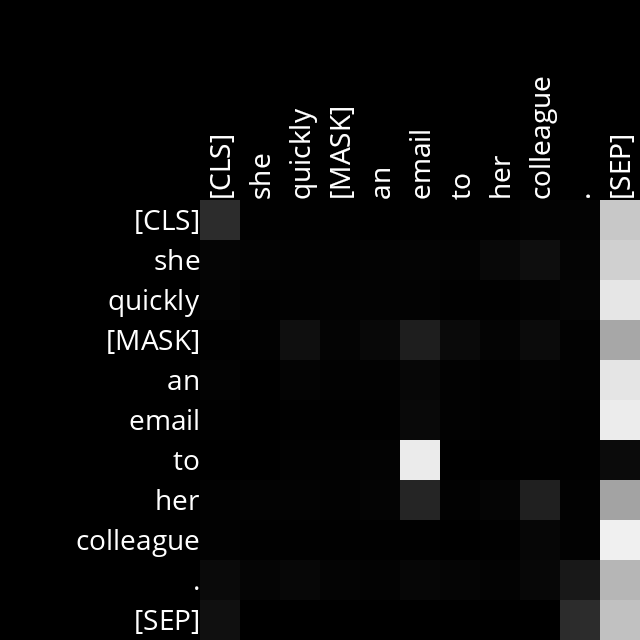 [CLS] she quickly [MASK] an email to her colleague . [SEP]
[CLS]
she
quickly
[MASK]
an
email
to
her
colleague
.
[SEP]